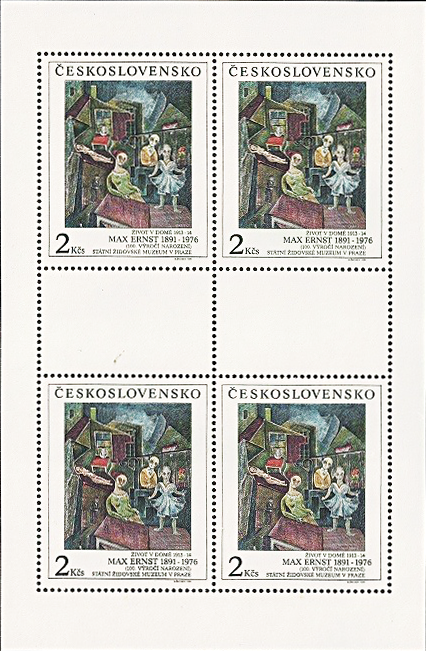 ČESKOSLOVENSKO
ŽIVOT V DOMĚ 1913 - 14
2 Kčs MAX ERNST 1891 - 1976
(100. VÝROČÍ NAROZENÍ)
STÁTNÍ ŽIDOVSKÉ MUZEUM V PRAZE
ČESKOSLOVENSKO
ŽIVOT V DOMĚ 1913 - 14
2 Kčs MAX ERNST 1891 - 1976
(100. VÝROČÍ NAROZENÍ)
STÁTNÍ ŽIDOVSKÉ MUZEUM V PRAZE
ČESKOSLOVENSKO
ŽIVOT V DOMĚ 1913 - 14
2 Kčs MAX ERNST 1891 - 1976
(100. VÝROČÍ NAROZENÍ)
STÁTNÍ ŽIDOVSKÉ MUZEUM V PRAZE
ČESKOSLOVENSKO
ŽIVOT V DOMĚ 1913 - 14
2 Kčs MAX ERNST 1891 - 1976
(100. VÝROČÍ NAROZENÍ)
STÁTNÍ ŽIDOVSKÉ MUZEUM V PRAZE